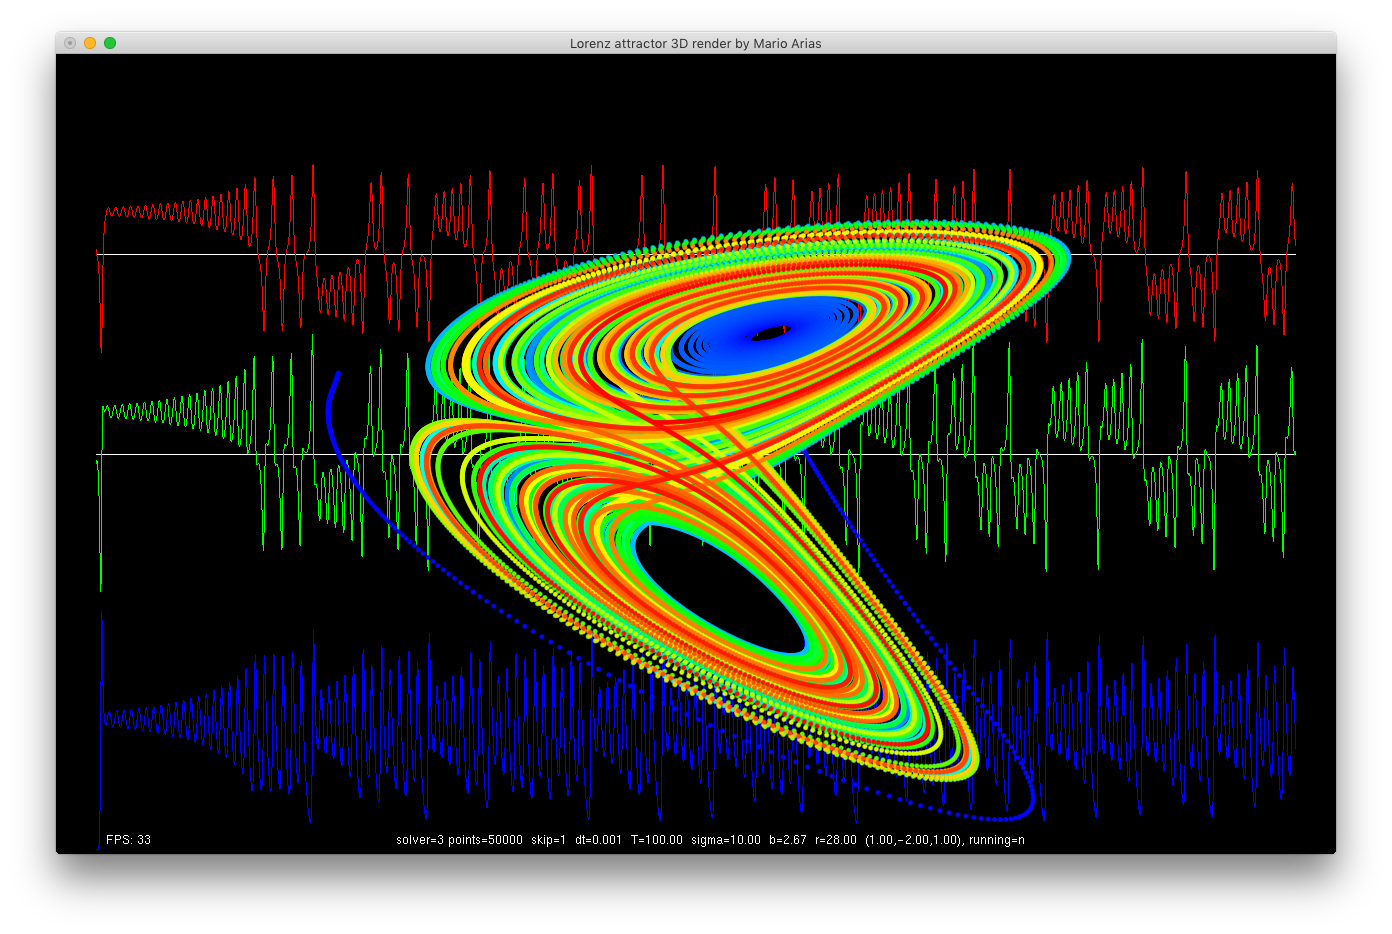 Lorenz attractor 3D render by Mario Arias
FPS: 33
solver=3 points=50000 skip=1 dt=0.001 T=100.00 sigma=10.00 b=2.67 r=28.00 (1.00,-2.00,1.00), running=n